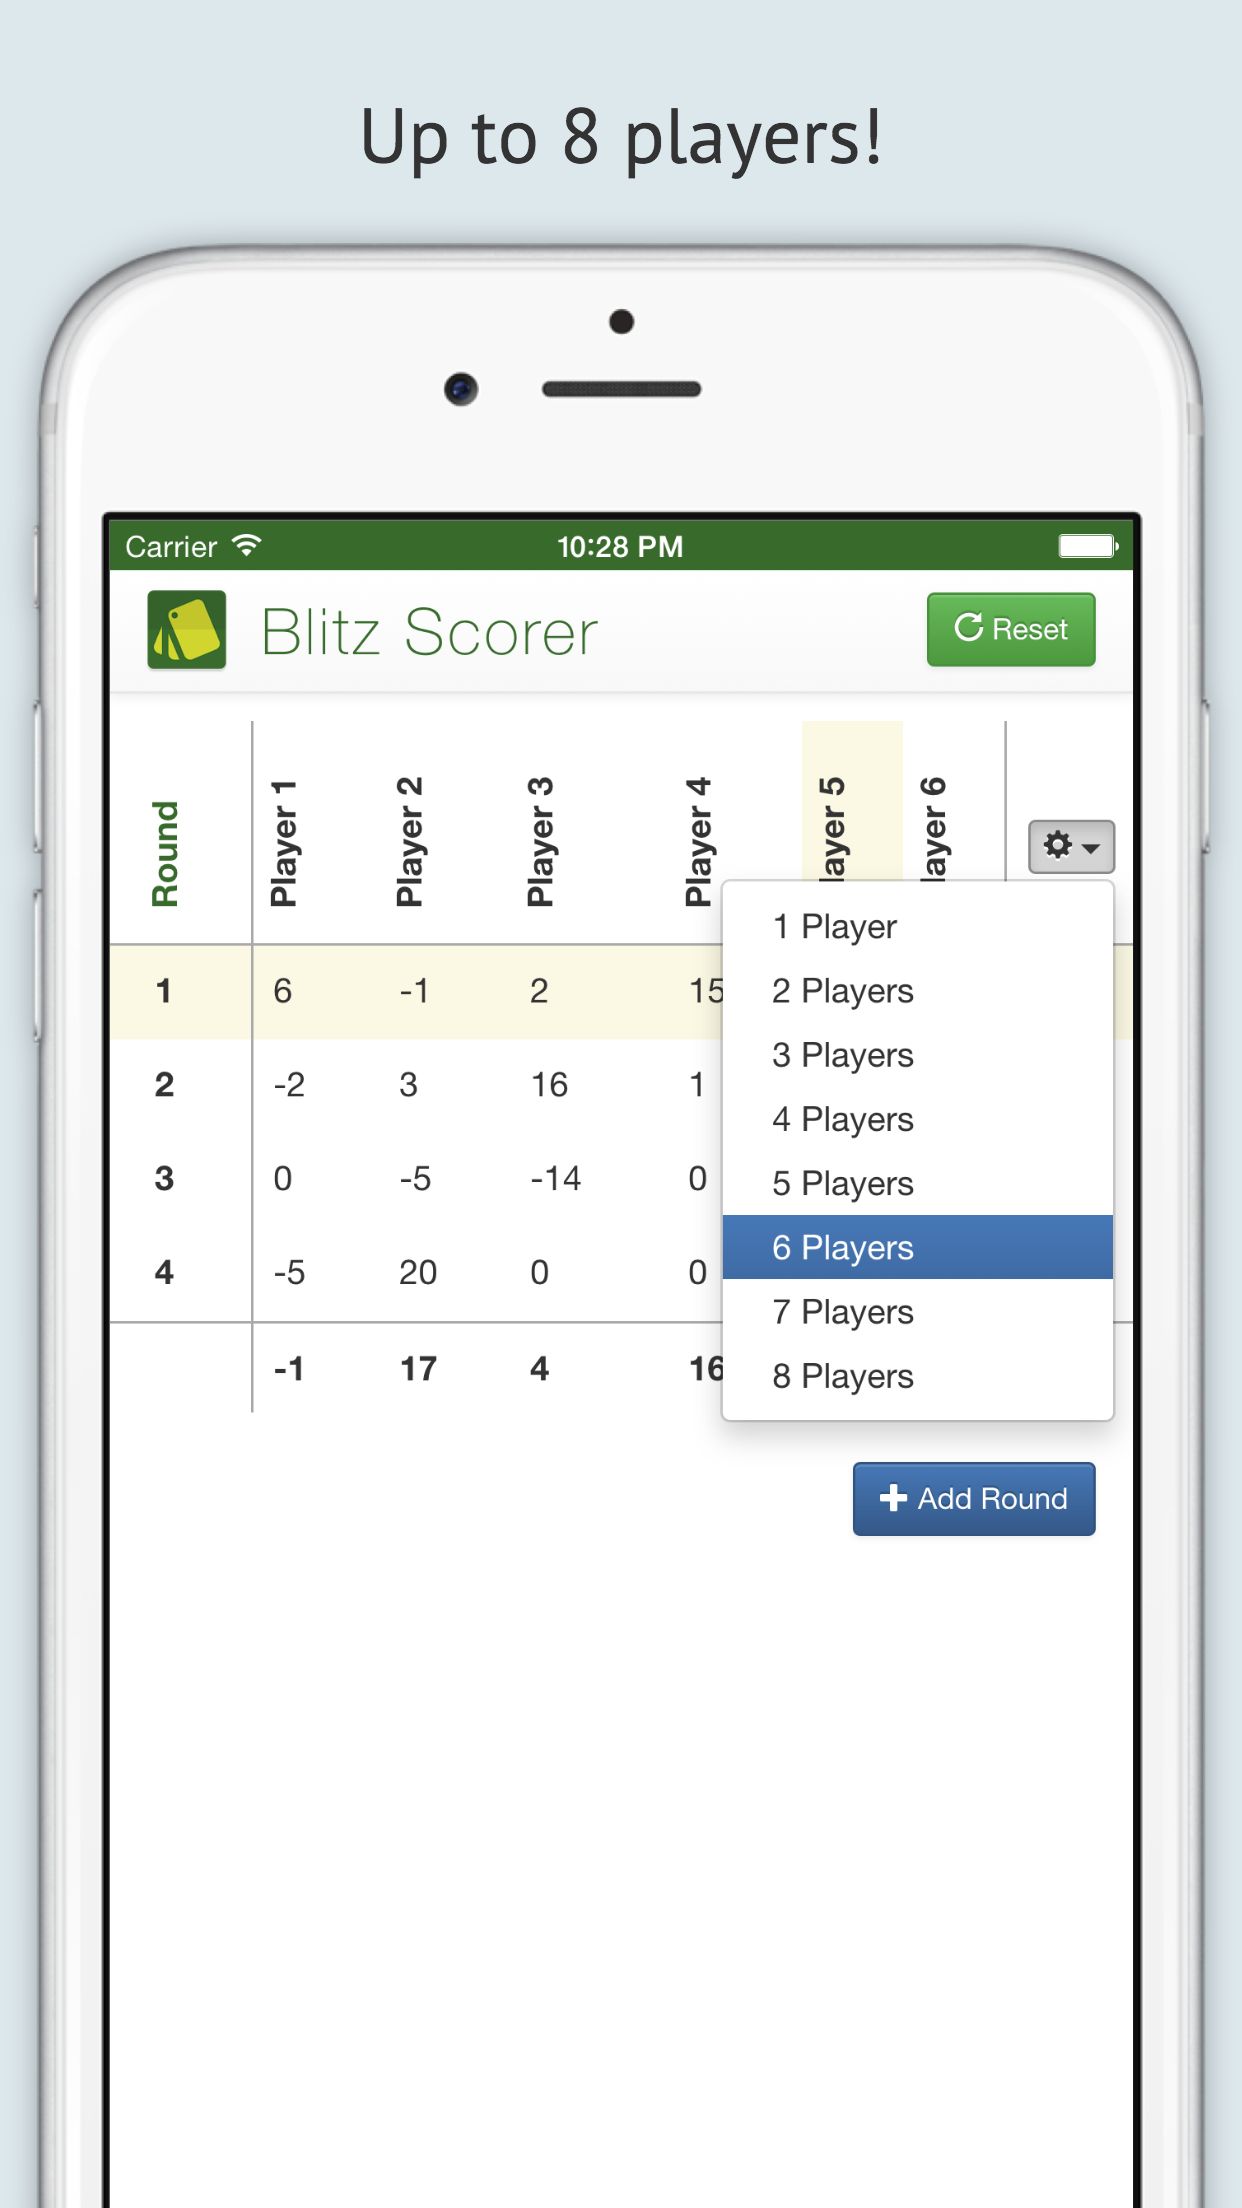 Up to 8 players!
Carrier 10:28 PM
Blitz Scorer Reset
Round Player 1 Player 2 Player 3 Player 4 layer 5 layer 6
1 6 -1 2 15
2 -2 3 16 1
3 0 -5 -14 0
4 -5 20 0 0
-1 17 4 16
1 Player
2 Players
3 Players
4 Players
5 Players
6 Players
7 Players
8 Players
Add Round